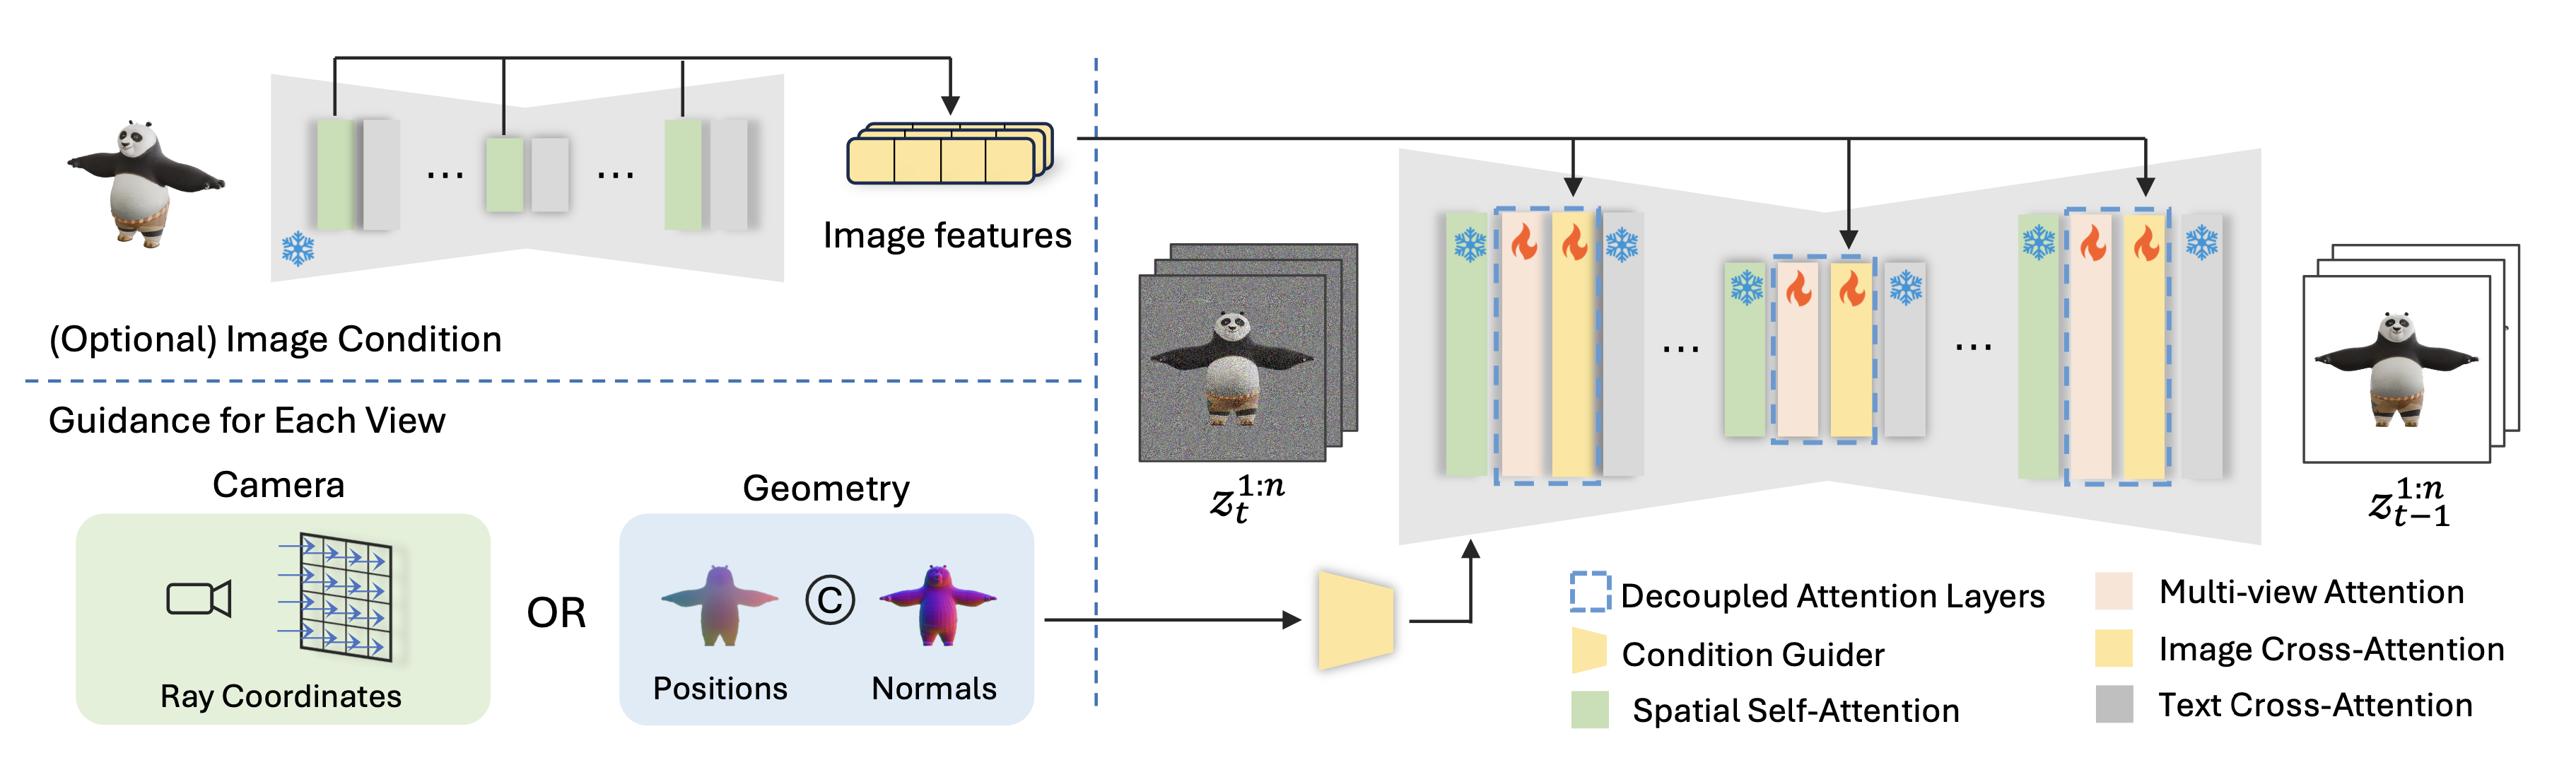 Image features
(Optional) Image Condition
Guidance for Each View
Camera
Ray Coordinates
OR
Geometry
Positions
©
Normals
z_t^{1:n}
z_{t-1}^{1:n}
Decoupled Attention Layers
Condition Guider
Spatial Self-Attention
Multi-view Attention
Image Cross-Attention
Text Cross-Attention